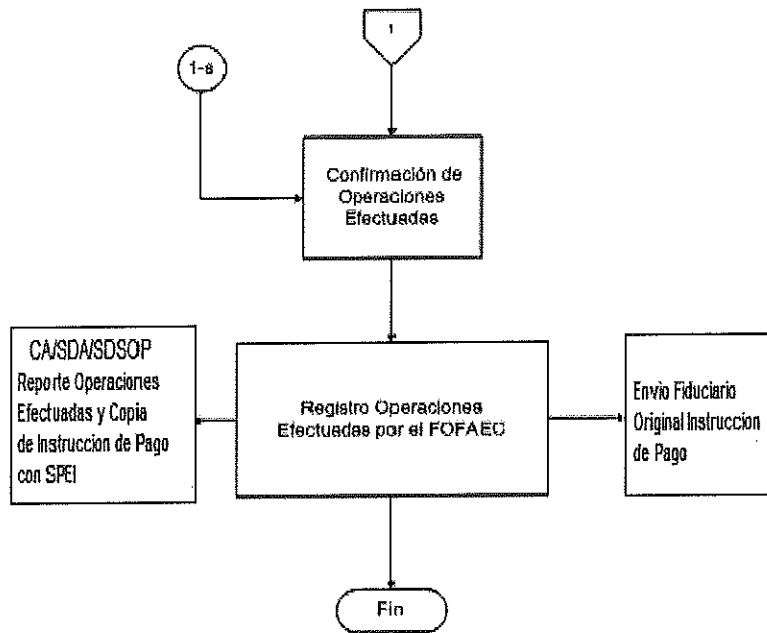 1
1-a
Confirmación de
Operaciones
Efectuadas
CA/SDA/SDSOP
Reporte Operaciones
Efectuadas y Copia
de Instruccion de Pago
con SPEI
Registro Operaciones
Efectuadas por el FOFAEC
Envio Fiduciario
Original Instruccion
de Pago
Fin